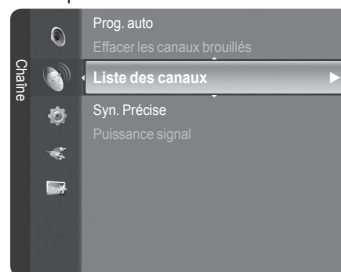 Chaîne
Prog. auto
Effacer les canaux brouillés
Liste des canaux
Syn. Précise
Puissance signal